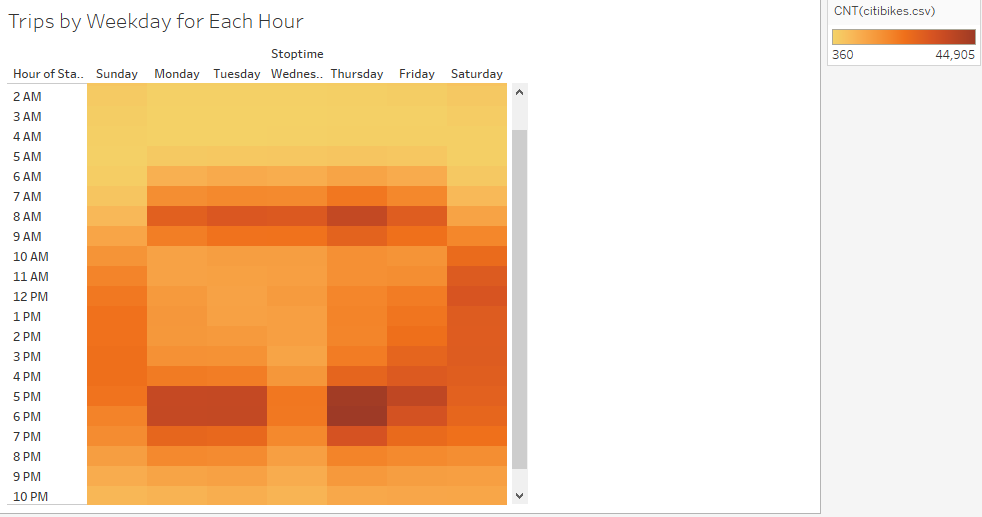 Trips by Weekday for Each Hour
Stoptime
Hour of Sta.. Sunday Monday Tuesday Wednes.. Thursday Friday Saturday
2 AM
3 AM
4 AM
5 AM
6 AM
7 AM
8 AM
9 AM
10 AM
11 AM
12 PM
1 PM
2 PM
3 PM
4 PM
5 PM
6 PM
7 PM
8 PM
9 PM
10 PM
CNT(citibikes.csv)
360 44,905